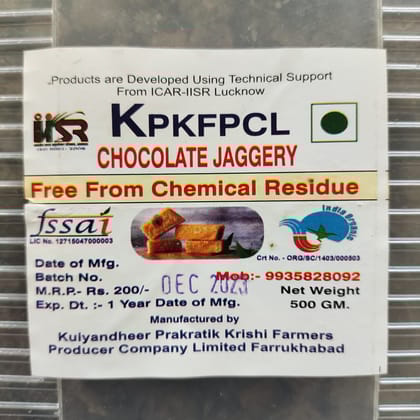 Products are Developed Using Technical Support
From ICAR-IISR Lucknow
IISR
KPKFPCL
CHOCOLATE JAGGERY
Free From Chemical Residue
fssai
LIC No. 12715047000003
India Organic
Crt No.- ORG/SC/1403/000803
Date of Mfg.
Batch No.
DEC 2023
Mob:- 9935828092
M.R.P.- Rs. 200/-
Net Weight
500 GM.
Exp. Dt. :- 1 Year Date of Mfg.
Manufactured by
Kuiyandheer Prakratik Krishi Farmers
Producer Company Limited Farrukhabad